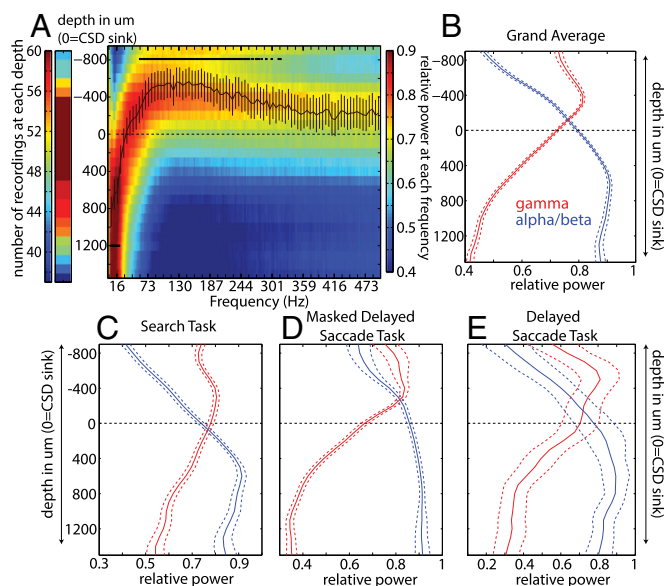 A
depth in um
(0=CSD sink)
number of recordings at each depth
60
56
52
48
44
40
-800
-400
0
400
800
1200
16 73 130 187 244 301 359 416 473
Frequency (Hz)
0.9
0.8
0.7
0.6
0.5
0.4
relative power at each frequency
B
Grand Average
-800
-400
0
400
800
1200
gamma
alpha/beta
0.4 0.6 0.8 1
relative power
depth in um (0=CSD sink)
C
Search Task
depth in um (0=CSD sink)
-800
-400
0
400
800
1200
0.3 0.5 0.7 0.9
relative power
D
Masked Delayed
Saccade Task
0.4 0.6 0.8 1
relative power
E
Delayed
Saccade Task
0.2 0.4 0.6 0.8 1
relative power
depth in um (0=CSD sink)